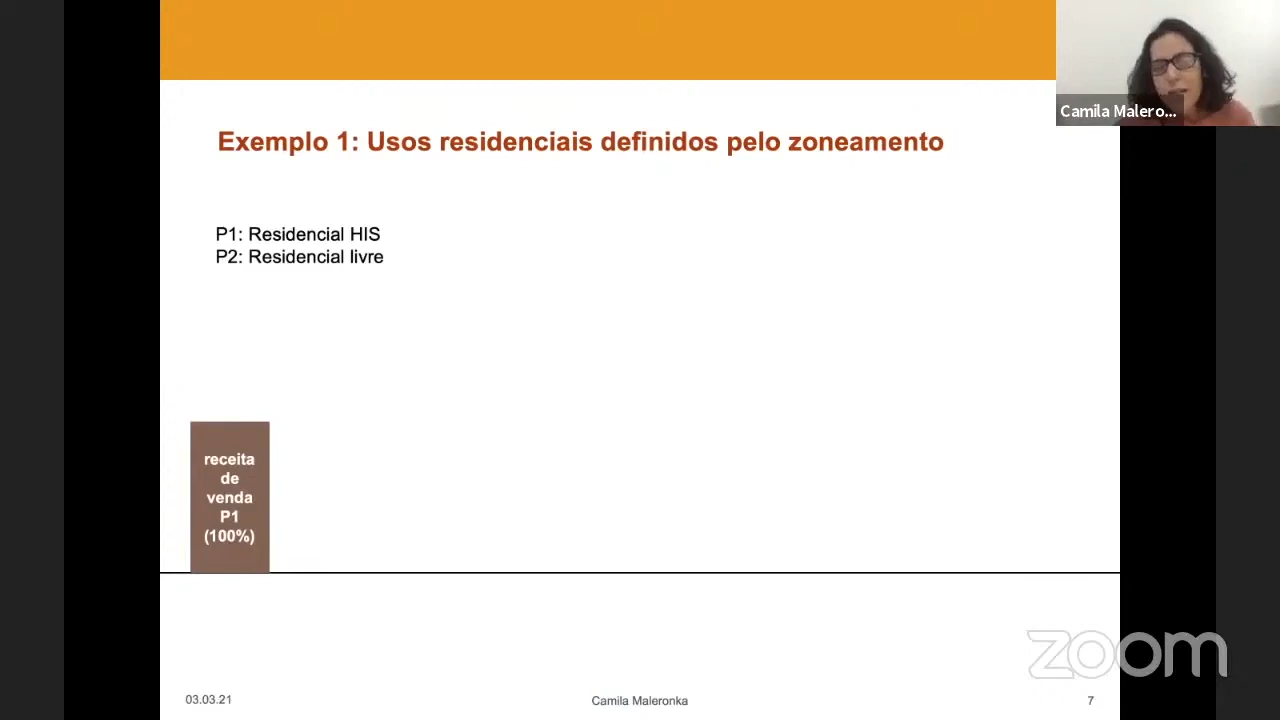 Camila Malero...
Exemplo 1: Usos residenciais definidos pelo zoneamento
P1: Residencial HIS
P2: Residencial livre
receita
de
venda
P1
(100%)
zoom
03.03.21
Camila Maleronka
7